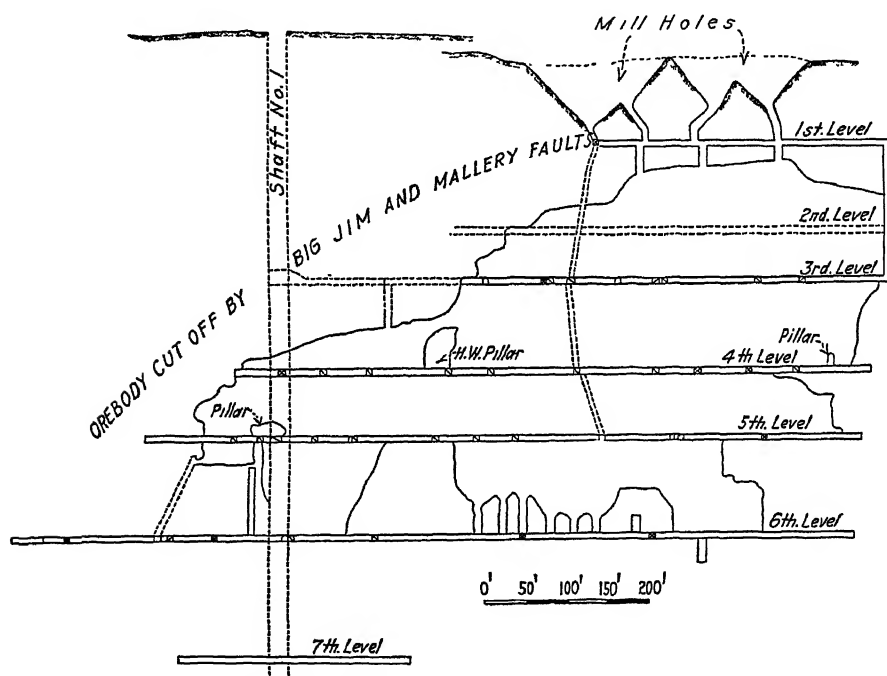 Mill Holes
Shaft No. 1
1st. Level
BIG JIM AND MALLERY FAULTS
OREBODY CUT OFF BY
2nd. Level
3rd. Level
Pillar
H.W. Pillar
4th Level
Pillar
5th. Level
6th. Level
0' 50' 100' 150' 200'
7th. Level